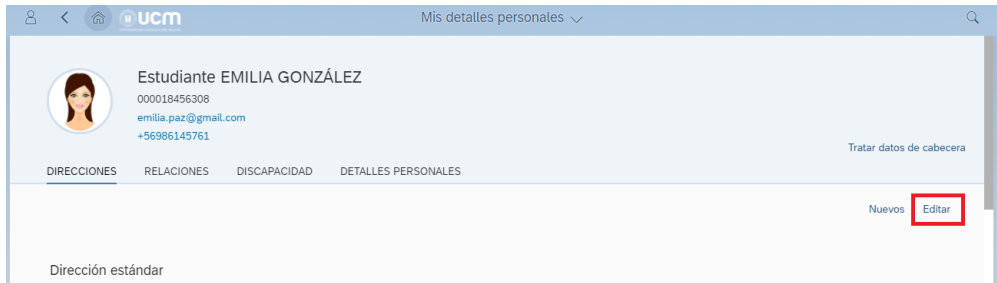 ucm
Mis detalles personales
Estudiante EMILIA GONZÁLEZ
000018456308
emilia.paz@gmail.com
+56986145761
Tratar datos de cabecera
DIRECCIONES RELACIONES DISCAPACIDAD DETALLES PERSONALES
Nuevos Editar
Dirección estándar